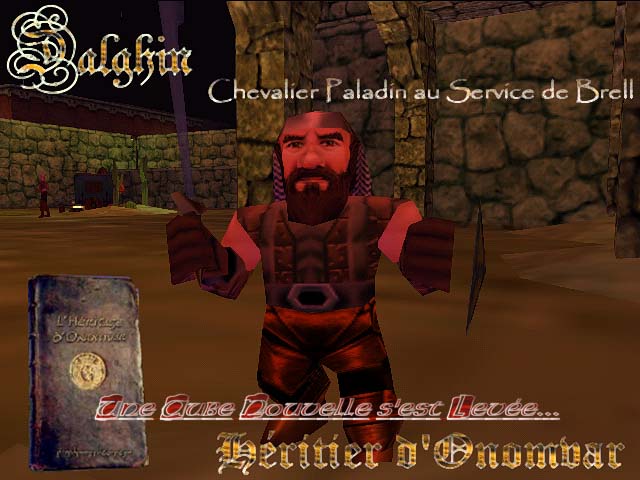 Dalghin
Chevalier Paladin au Service de Brell
L'Héritage
d'Onomvar
Une Aube Nouvelle s'est Levée...
Héritier d'Onomvar